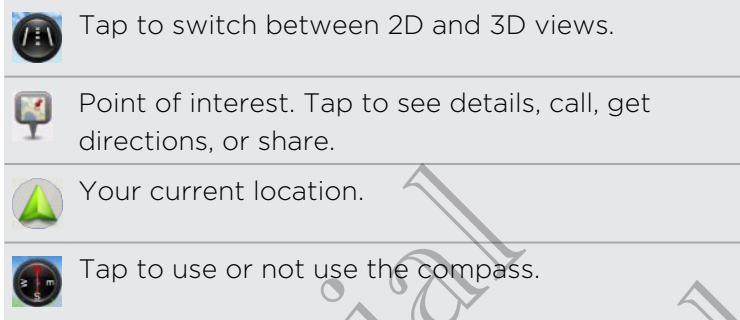 Tap to switch between 2D and 3D views.
Point of interest. Tap to see details, call, get
directions, or share.
Your current location.
Tap to use or not use the compass.